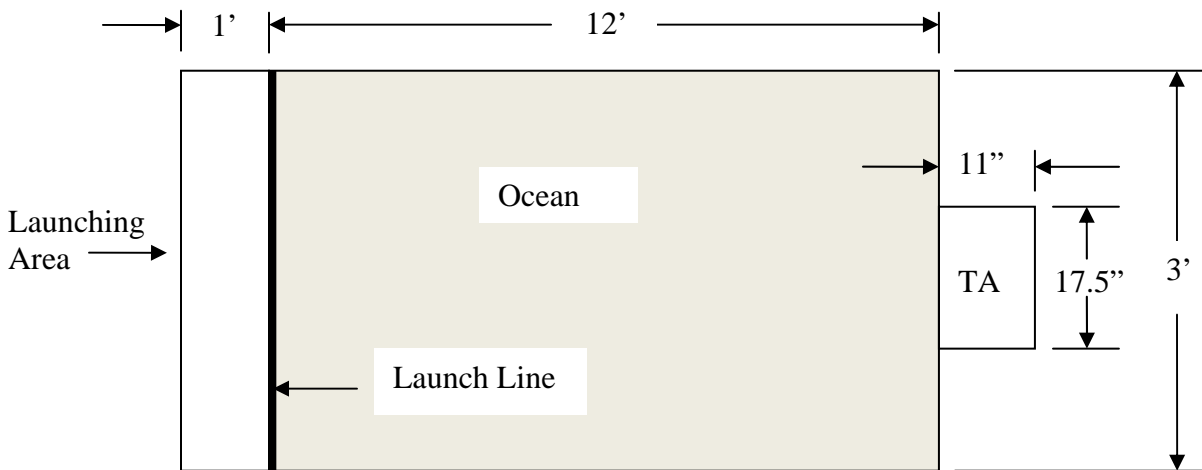 1’
12’
11”
Ocean
Launching
Area
TA
17.5”
3’
Launch Line